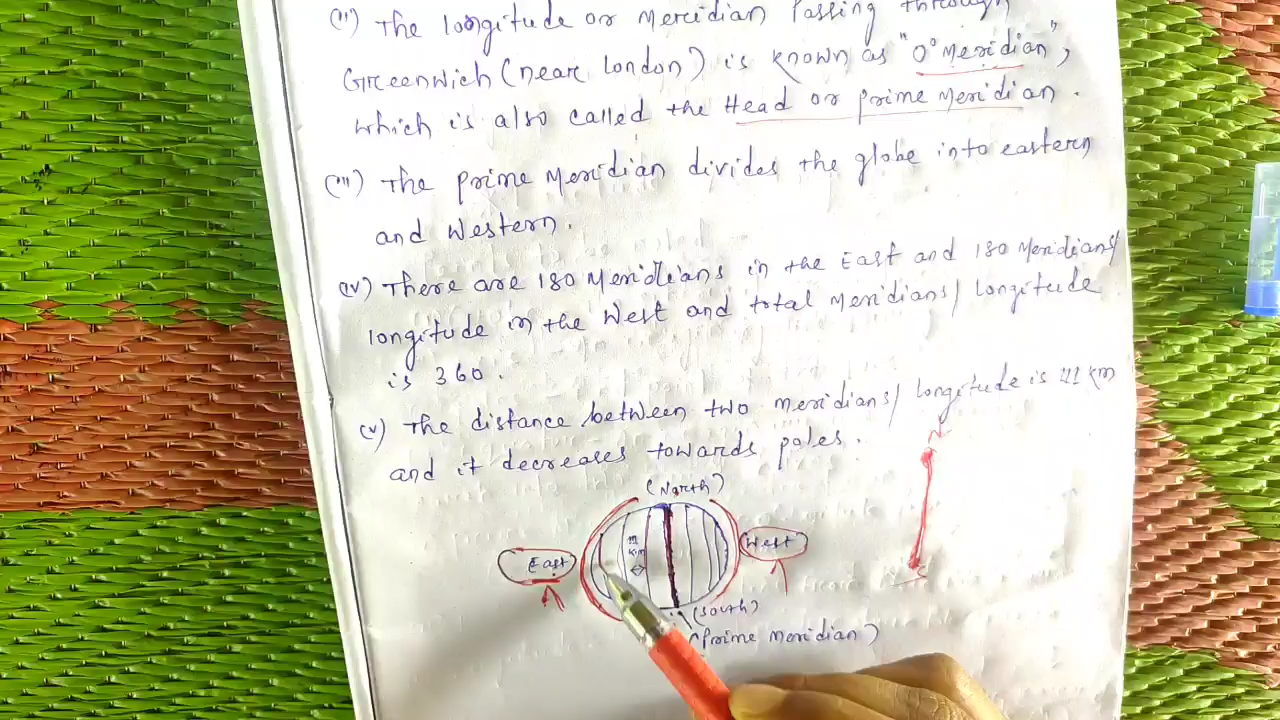 (ii) The longitude or Meridian Passing through
Greenwich (near London) is known as "0° Meridian",
which is also called the Head or prime Meridian.
(iii) The prime Meridian divides the globe into eastern
and western.
(iv) There are 180 Meridians in the East and 180 Meridians/
longitude in the West and total Meridians/ longitude
is 360.
(v) The distance between two meridians/ longitude is 111 km
and it decreases towards poles.
N
(North)
111
km
East
West
S
(South)
(Prime Meridian)